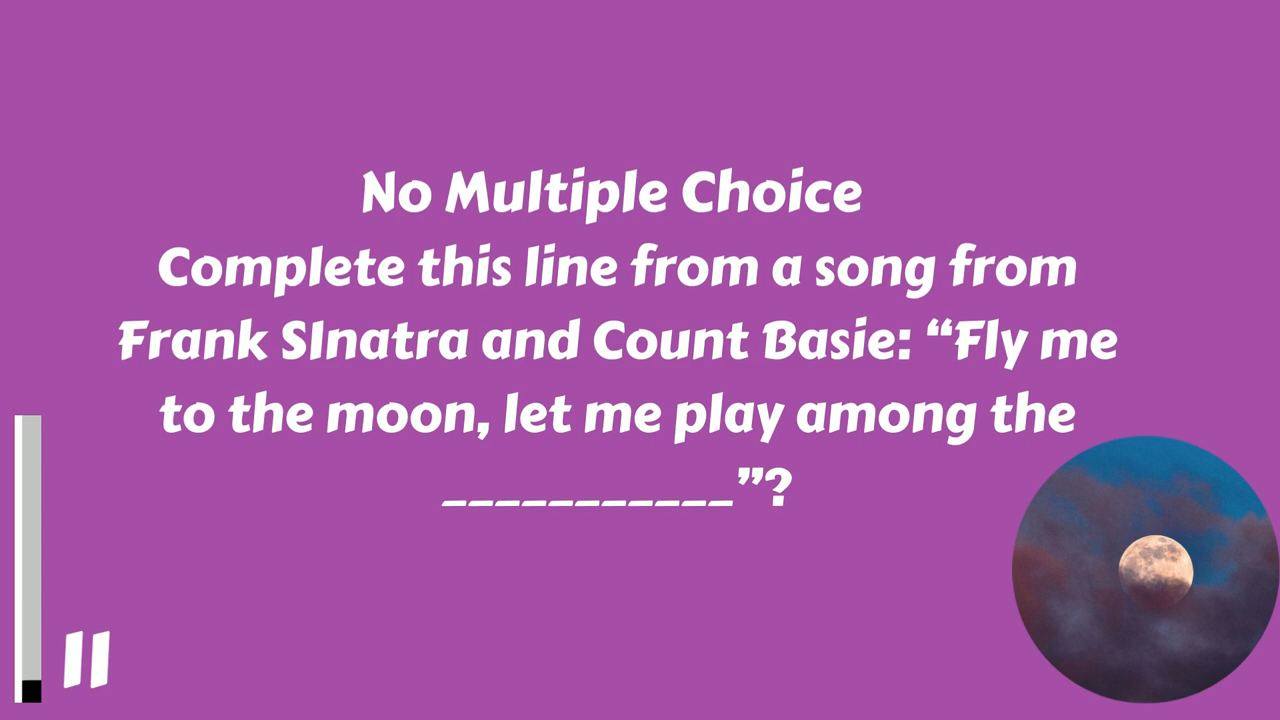 No Multiple Choice
Complete this line from a song from
Frank SInatra and Count Basie: “Fly me
to the moon, let me play among the
___________”?
11